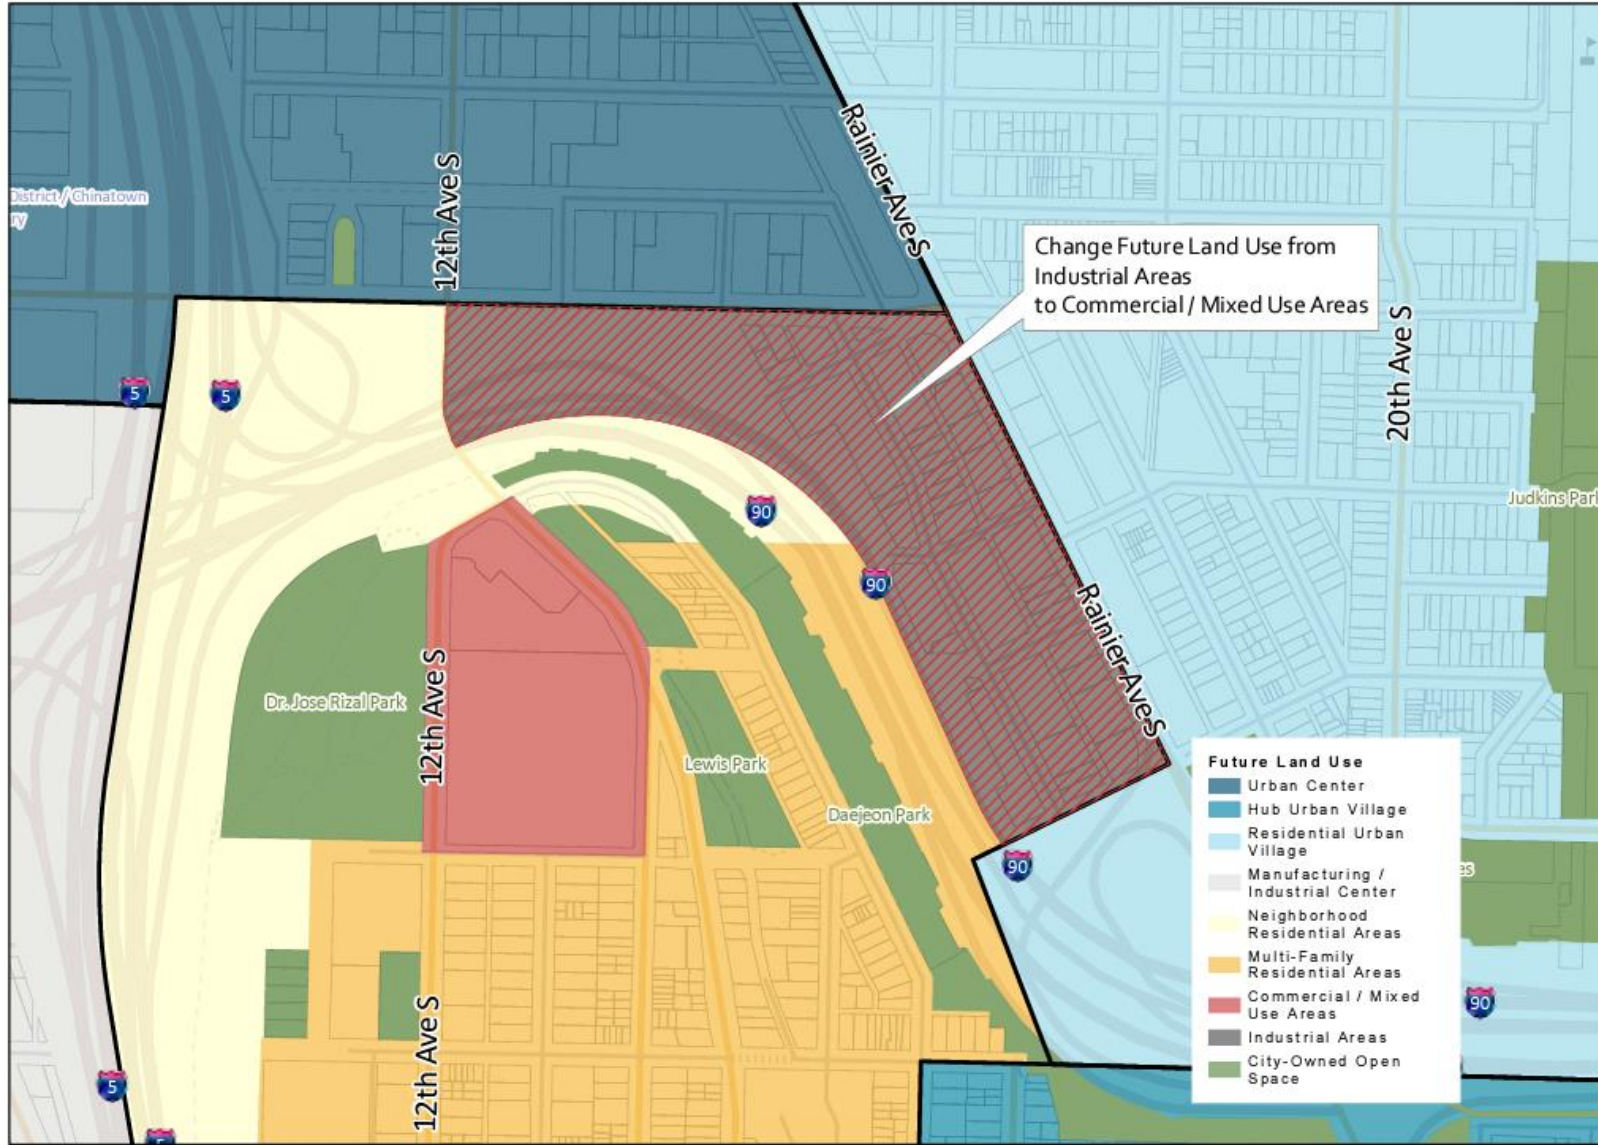 District / Chinatown
ry
12th Ave S
Rainier Ave S
Change Future Land Use from
Industrial Areas
to Commercial / Mixed Use Areas
20th Ave S
5
5
Judkins Park
90
90
Rainier Ave S
Dr. Jose Rizal Park
12th Ave S
Lewis Park
Daejeon Park
90
Future Land Use
Urban Center
Hub Urban Village
Residential Urban
Village
Manufacturing /
Industrial Center
Neighborhood
Residential Areas
Multi-Family
Residential Areas
Commercial / Mixed
Use Areas
Industrial Areas
City-Owned Open
Space
es
90
12th Ave S
5
5